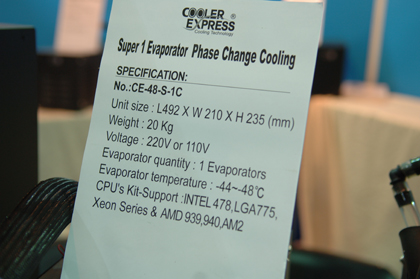 COOLER
EXPRESS
Cooling Technology
Super 1 Evaporator Phase Change Cooling
SPECIFICATION:
No.:CE-48-S-1C
Unit size : L492 X W 210 X H 235 (mm)
Weight : 20 Kg
Voltage : 220V or 110V
Evaporator quantity : 1 Evaporators
Evaporator temperature : -44~-48℃
CPU's Kit-Support :INTEL 478,LGA775,
Xeon Series & AMD 939,940,AM2